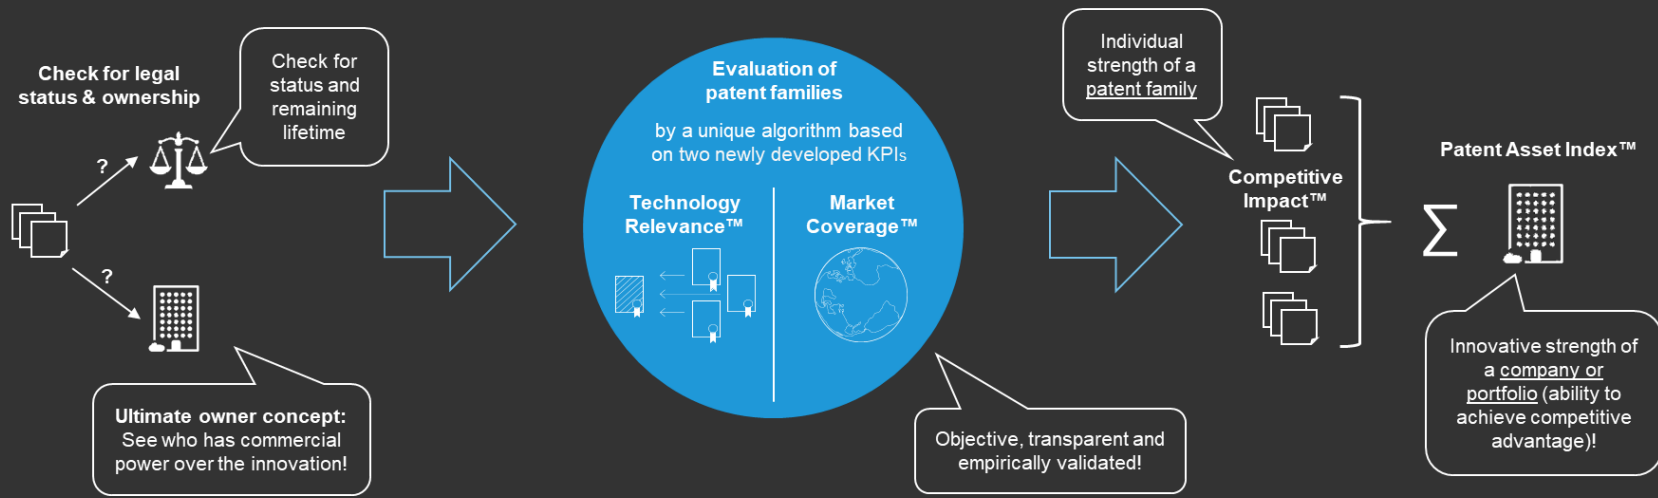 Check for legal
status & ownership
Check for
status and
remaining
lifetime
?
?
Ultimate owner concept:
See who has commercial
power over the innovation!
Evaluation of
patent families
by a unique algorithm based
on two newly developed KPIs
Technology
Relevance™
Market
Coverage™
Objective, transparent and
empirically validated!
Individual
strength of a
patent family
Competitive
Impact™
Patent Asset Index™
∑
Innovative strength of
a company or
portfolio (ability to
achieve competitive
advantage)!